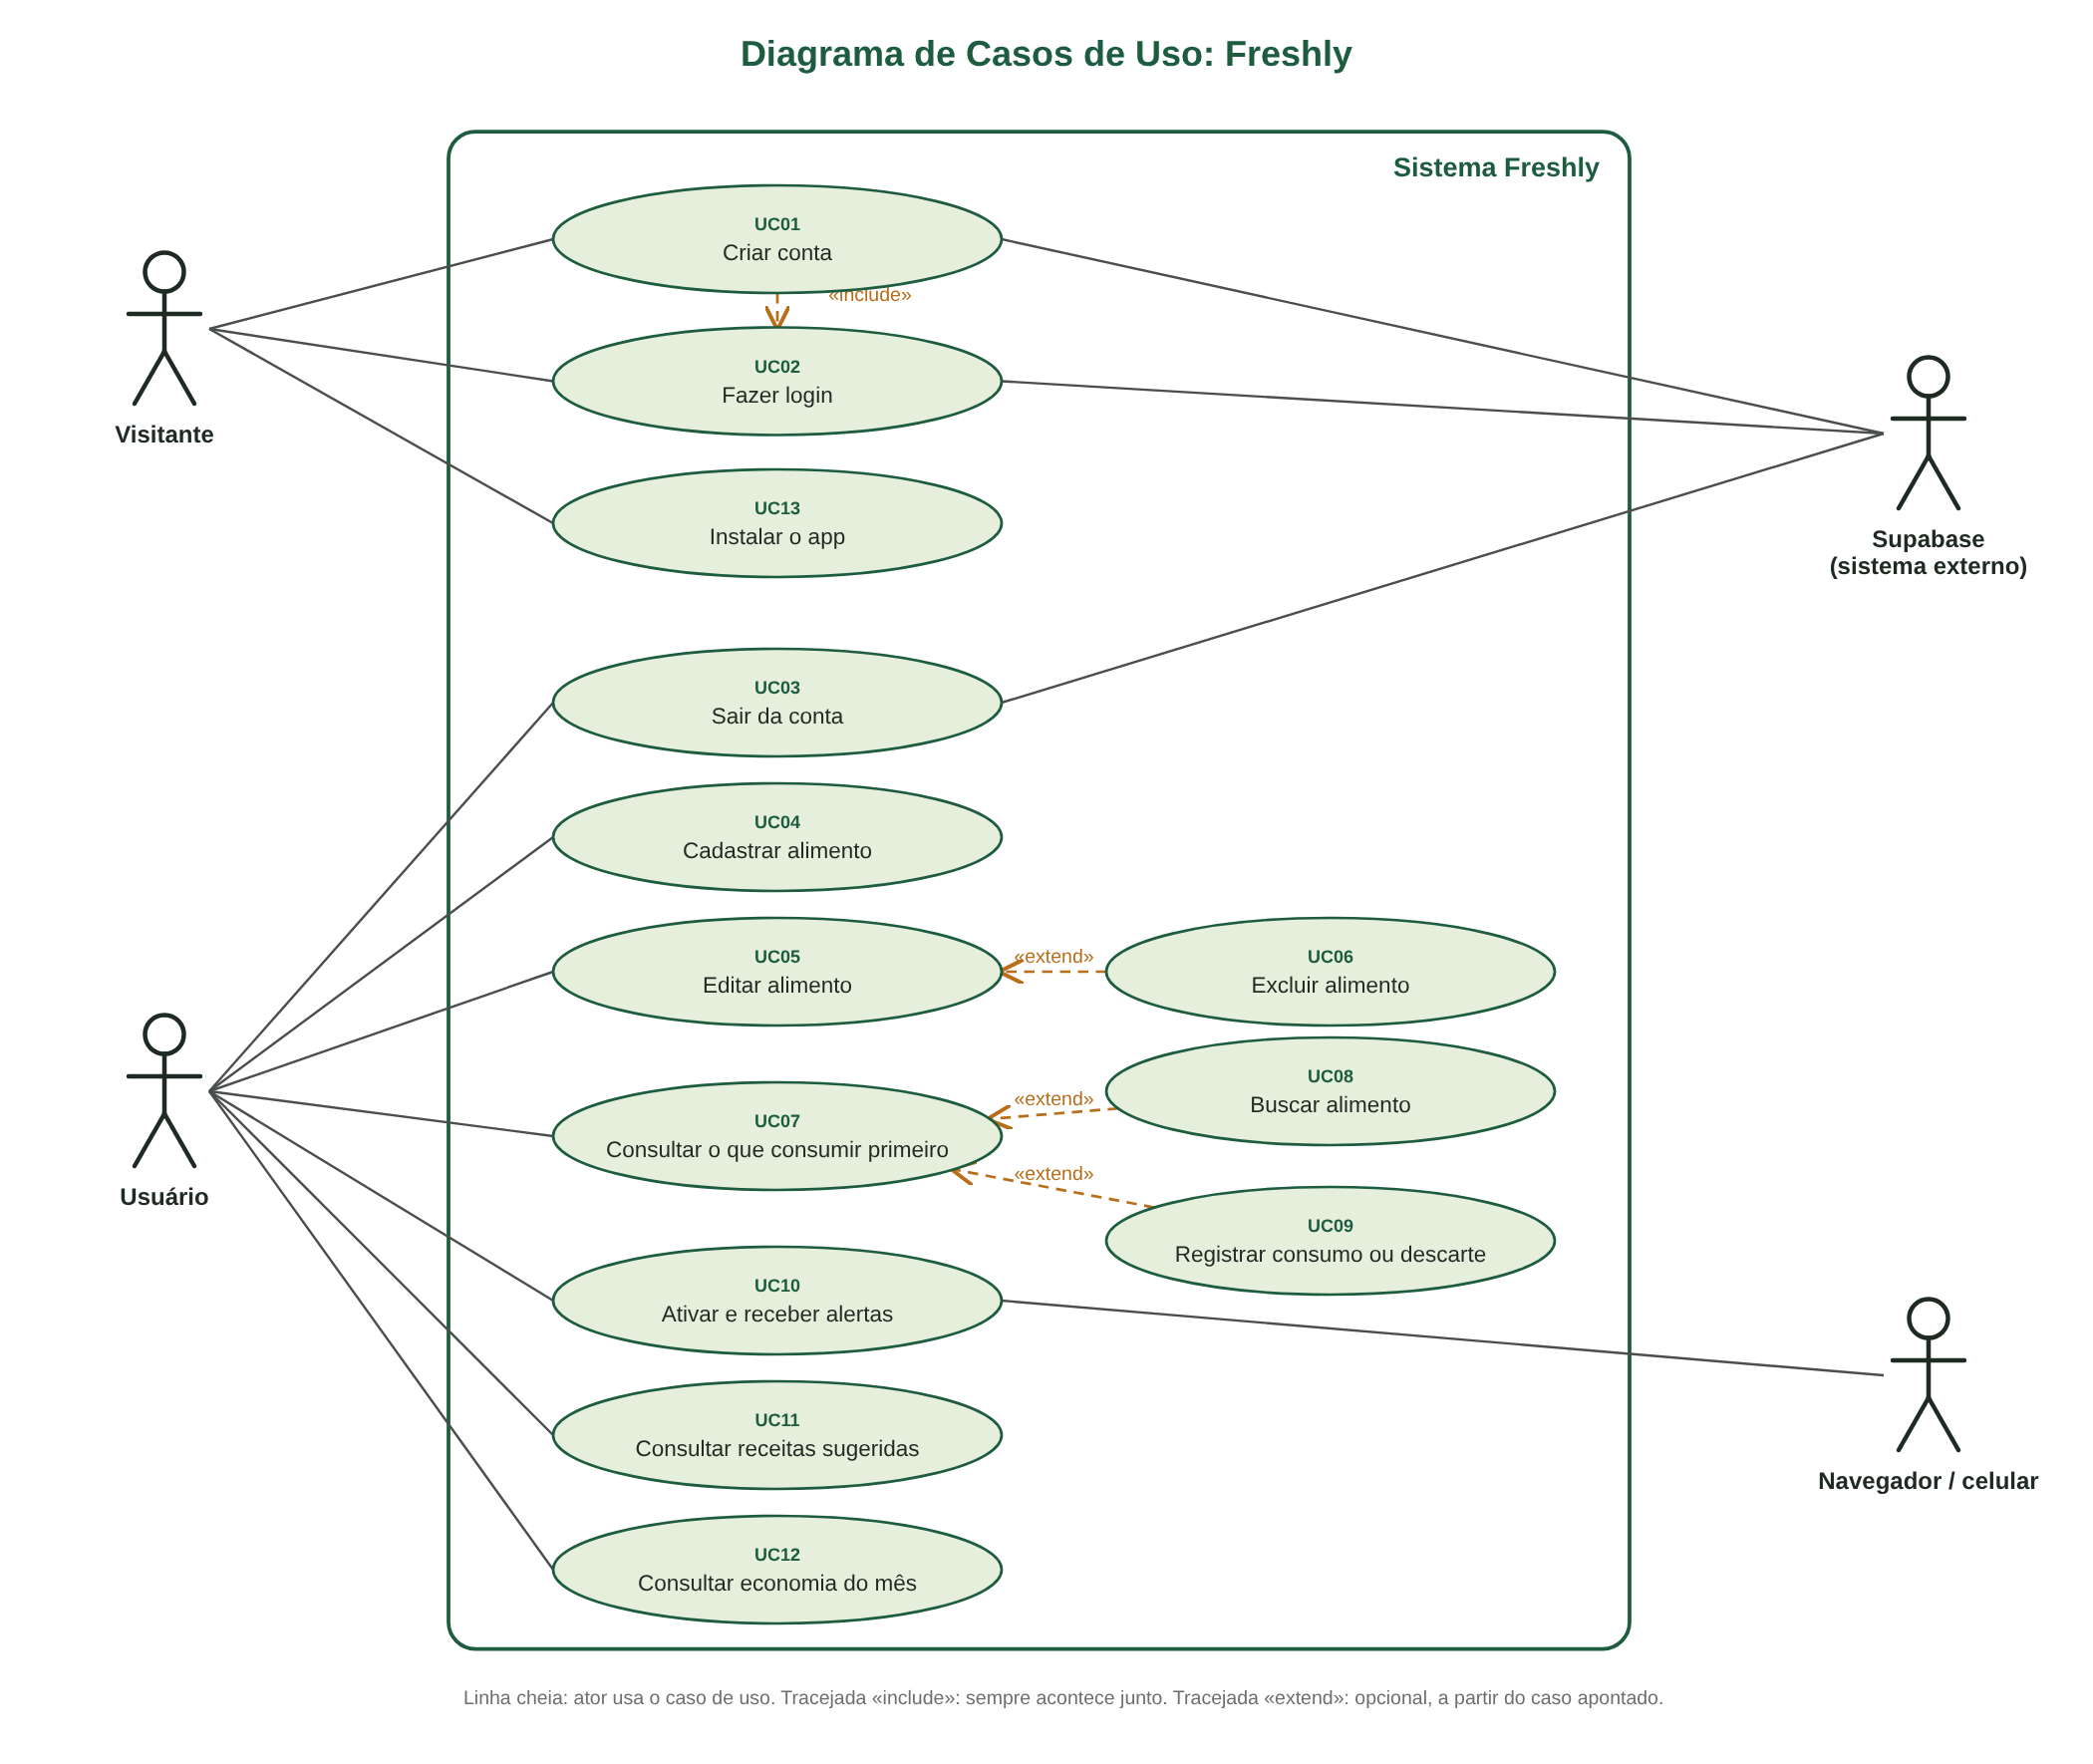 Diagrama de Casos de Uso: Freshly
Sistema Freshly
UC01
Criar conta
«include»
UC02
Fazer login
Visitante
UC13
Instalar o app
Supabase
(sistema externo)
UC03
Sair da conta
UC04
Cadastrar alimento
UC05
Editar alimento
«extend»
UC06
Excluir alimento
UC08
Buscar alimento
«extend»
UC07
Consultar o que consumir primeiro
«extend»
Usuário
UC09
Registrar consumo ou descarte
UC10
Ativar e receber alertas
UC11
Consultar receitas sugeridas
Navegador / celular
UC12
Consultar economia do mês
Linha cheia: ator usa o caso de uso. Tracejada «include»: sempre acontece junto. Tracejada «extend»: opcional, a partir do caso apontado.